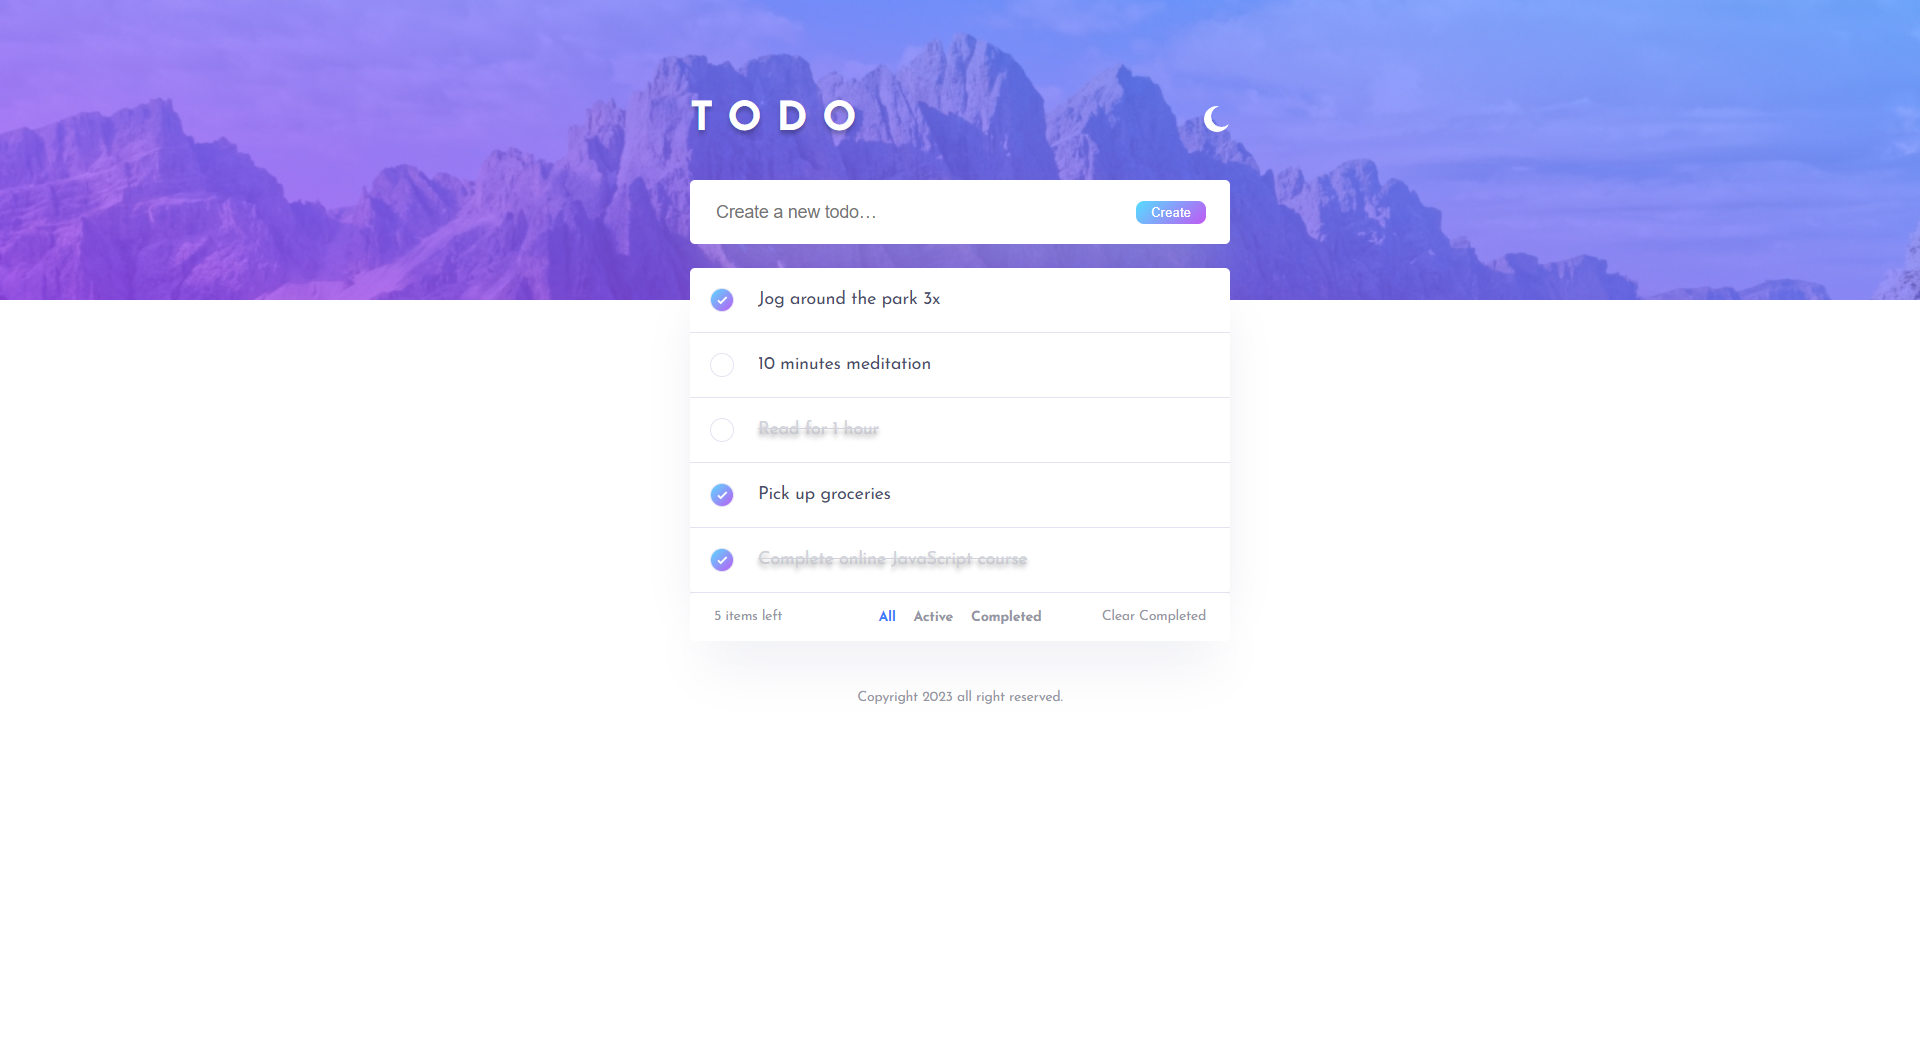 TODO
Create a new todo…
Create
Jog around the park 3x
10 minutes meditation
Read for 1 hour
Pick up groceries
Complete online JavaScript course
5 items left
All Active Completed
Clear Completed
Copyright 2023 all right reserved.